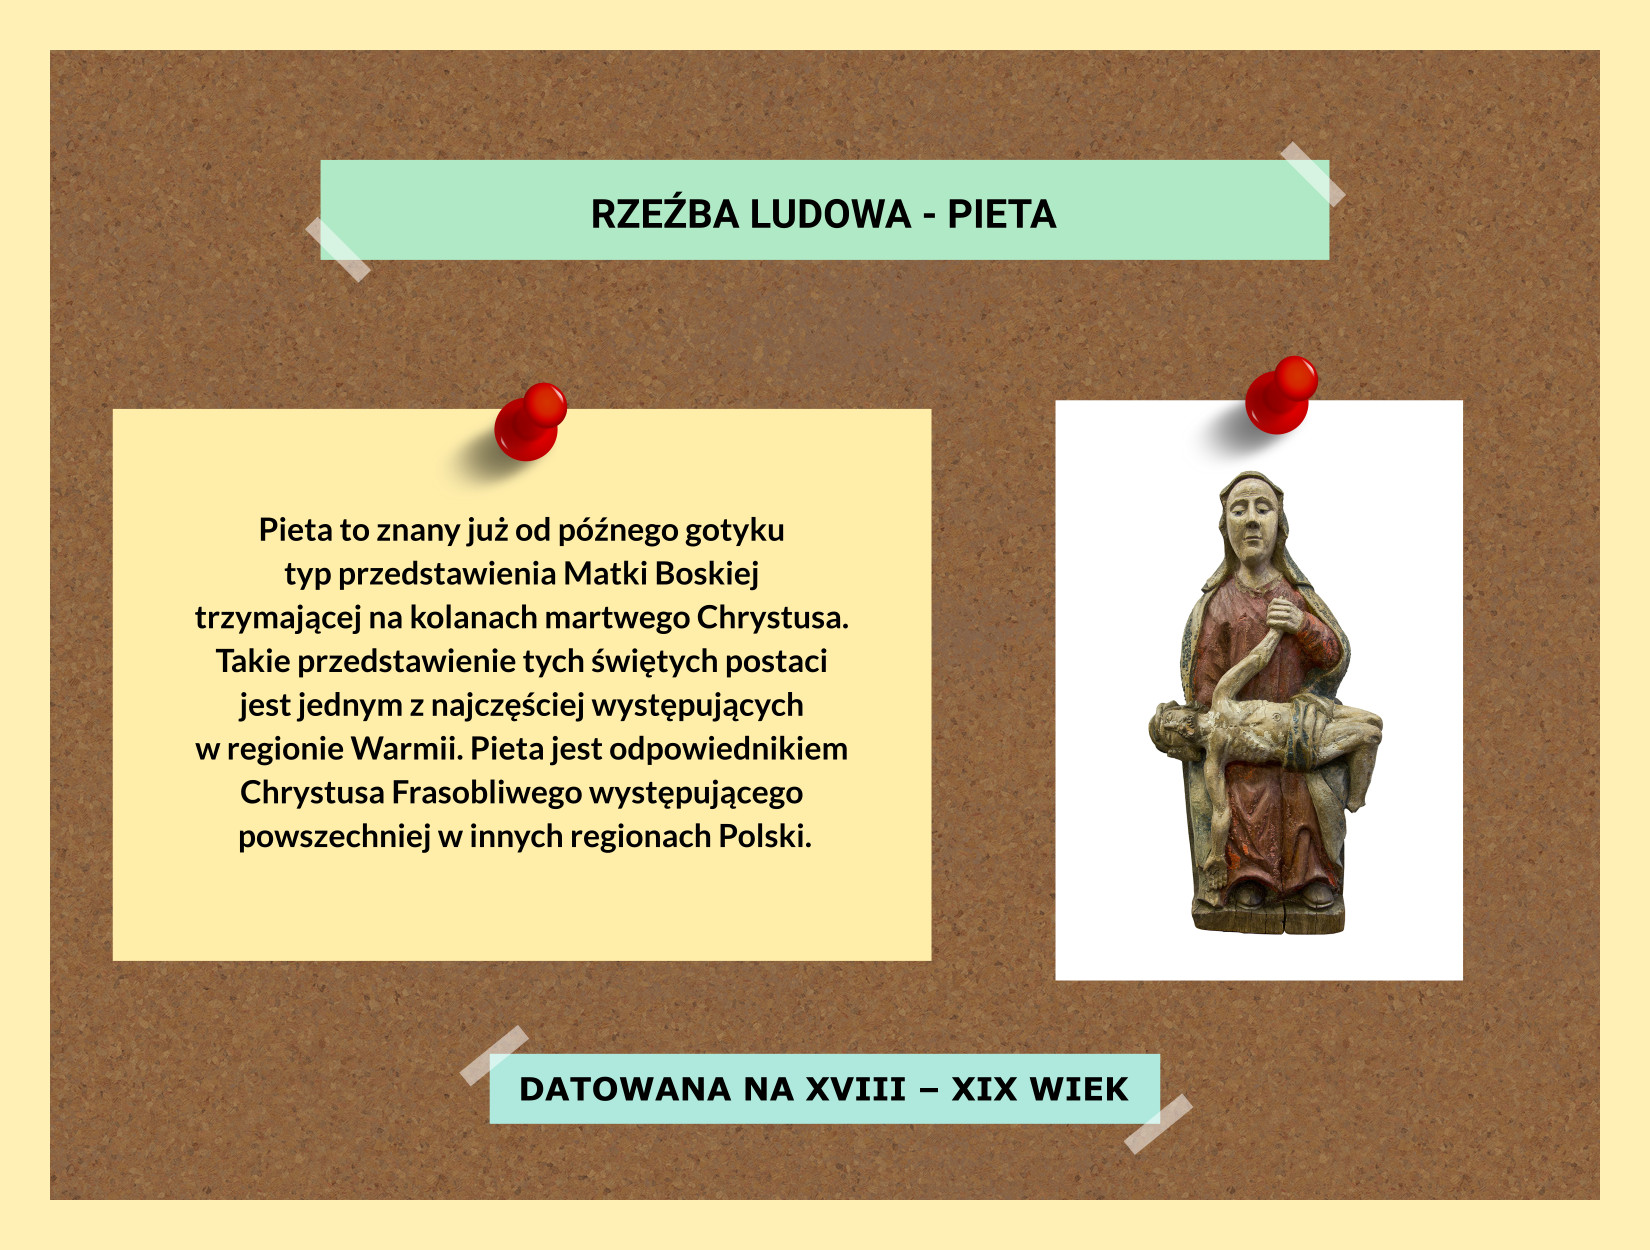 RZEŹBA LUDOWA - PIETA
Pieta to znany już od późnego gotyku
typ przedstawienia Matki Boskiej
trzymającej na kolanach martwego Chrystusa.
Takie przedstawienie tych świętych postaci
jest jednym z najczęściej występujących
w regionie Warmii. Pieta jest odpowiednikiem
Chrystusa Frasobliwego występującego
powszechniej w innych regionach Polski.
DATOWANA NA XVIII – XIX WIEK